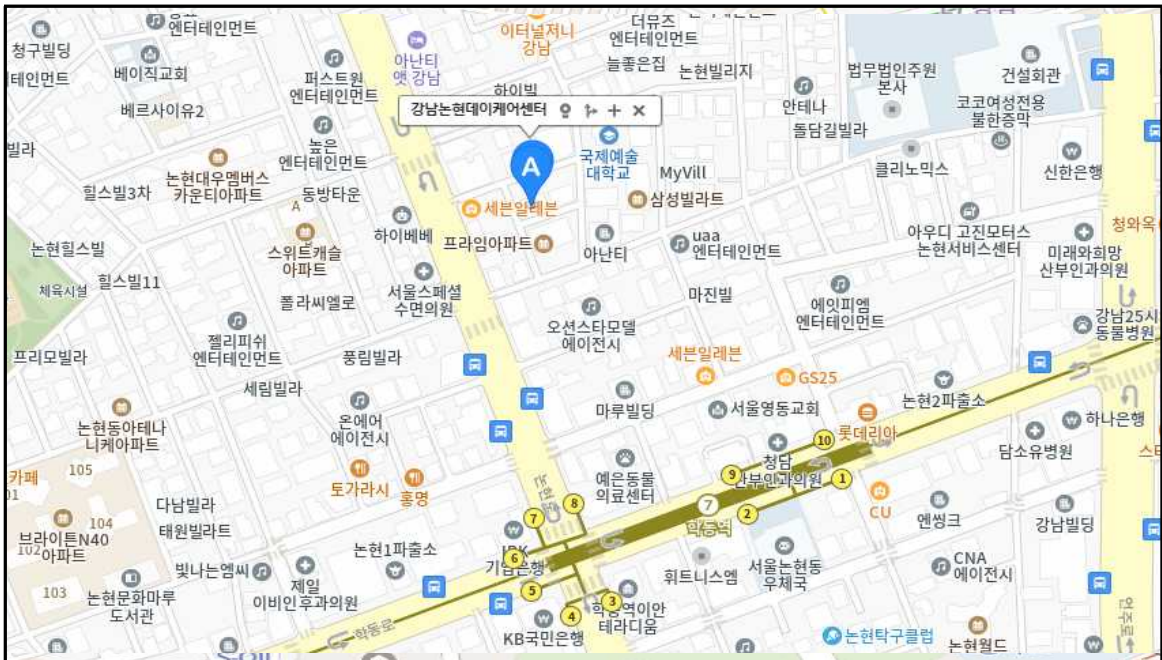 청구빌딩
엔터테인먼트
베이직교회
베르사이유2
퍼스트원
엔터테인먼트
아난티
앳 강남
이터널저니
강남
더뮤즈
엔터테인먼트
늘좋은집
논현빌리지
하이빌
법무법인주원
본사
건설회관
안테나
돌담길빌라
코코여성전용
불한증막
강남논현데이케어센터
A
높은
엔터테인먼트
국제예술
대학교
MyVill
클리노믹스
신한은행
빌라
힐스빌3차
논현대우멤버스
카운티아파트
동방타운
세븐일레븐
삼성빌라트
논현힐스빌
A
스위트캐슬
아파트
하이베베
프라임아파트
아난티
uaa
엔터테인먼트
아우디 고진모터스
논현서비스센터
청와옥
미래와희망
산부인과의원
체육시설
힐스빌11
폴라씨엘로
서울스페셜
수면의원
마진빌
에잇피엠
엔터테인먼트
젤리피쉬
엔터테인먼트
오션스타모델
에이전시
강남25시
동물병원
프리모빌라
풍림빌라
세븐일레븐
GS25
세림빌라
온에어
에이전시
마루빌딩
서울영동교회
롯데리아
논현2파출소
하나은행
논현동아테나
니케아파트
카페
105
토가라시
홍명
예은동물
의료센터
청담
산부인과의원
10
9
1
2
담소유병원
101
다남빌라
논현로
8
7
7
학동역
CU
엔씽크
강남빌딩
104
브라이튼N40
아파트
102
태원빌라트
논현1파출소
6
IBK
기업은행
휘트니스엠
서울논현동
우체국
CNA
에이전시
103
논현문화마루
도서관
빛나는엠씨
제일
이비인후과의원
5
4
3
학동역이안
테라디움
KB국민은행
학동로
논현탁구클럽
논현월드
언주로